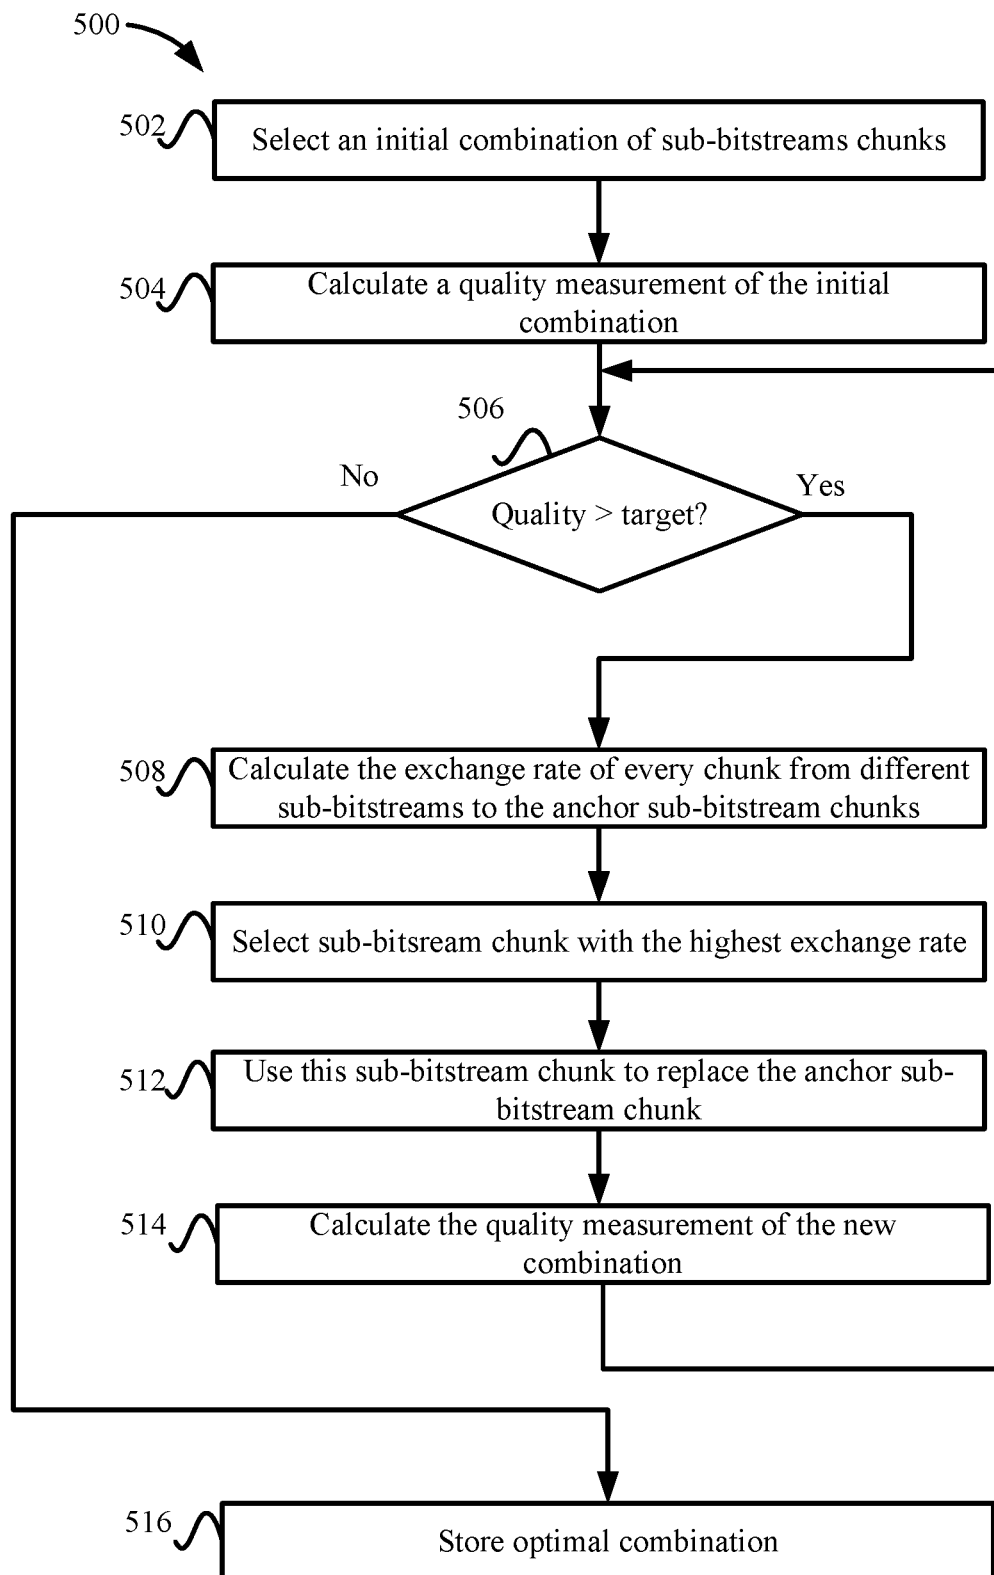 500
502
Select an initial combination of sub-bitstreams chunks
504
Calculate a quality measurement of the initial
combination
506
No
Yes
Quality > target?
508
Calculate the exchange rate of every chunk from different
sub-bitstreams to the anchor sub-bitstream chunks
510
Select sub-bitsream chunk with the highest exchange rate
512
Use this sub-bitstream chunk to replace the anchor sub-
bitstream chunk
514
Calculate the quality measurement of the new
combination
516
Store optimal combination